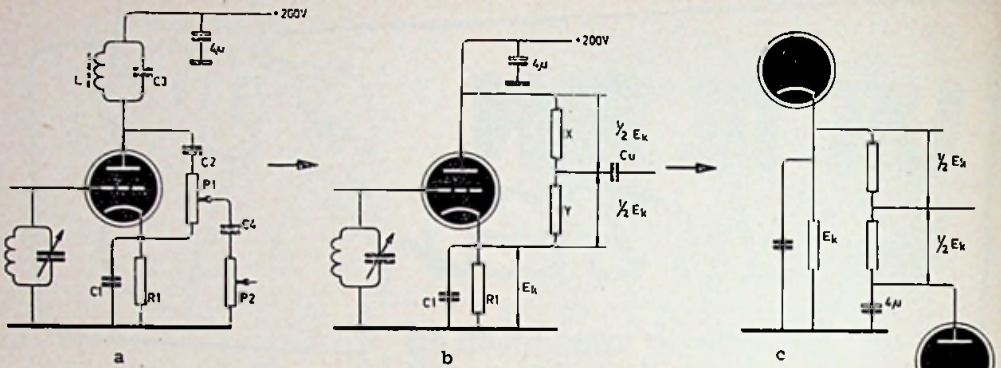 +200V
4μ
L
C3
C2
P1
C4
C1
R1
P2
a
+200V
4μ
X
½ Ek
Cu
Y
½ Ek
C1
R1
Ek
b
½ Ek
Ek
½ Ek
4μ
c